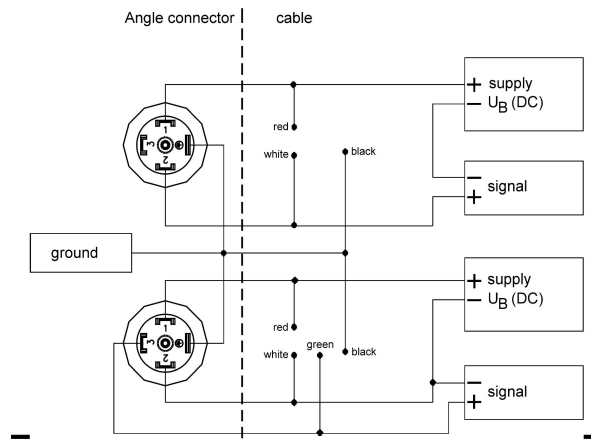 Angle connector
cable
supply
U_B (DC)
1
2
3
red
white
black
signal
ground
supply
U_B (DC)
1
2
3
red
green
white
black
signal